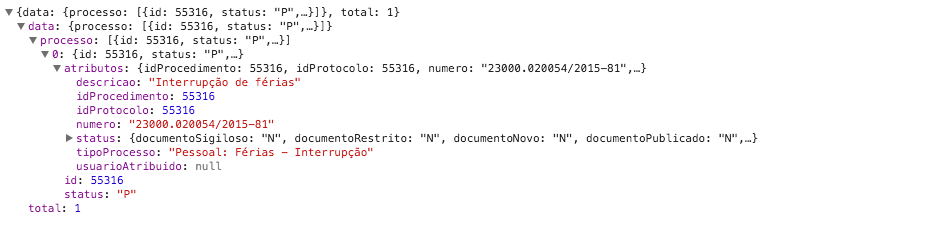 {data: {processo: [{id: 55316, status: "P",…}]}, total: 1}
data: {processo: [{id: 55316, status: "P",…}]}
processo: [{id: 55316, status: "P",…}]
0: {id: 55316, status: "P",…}
atributos: {idProcedimento: 55316, idProtocolo: 55316, numero: "23000.020054/2015-81",…}
descricao: "Interrupção de férias"
idProcedimento: 55316
idProtocolo: 55316
numero: "23000.020054/2015-81"
status: {documentoSigiloso: "N", documentoRestrito: "N", documentoNovo: "N", documentoPublicado: "N",…}
tipoProcesso: "Pessoal: Férias - Interrupção"
usuarioAtribuido: null
id: 55316
status: "P"
total: 1